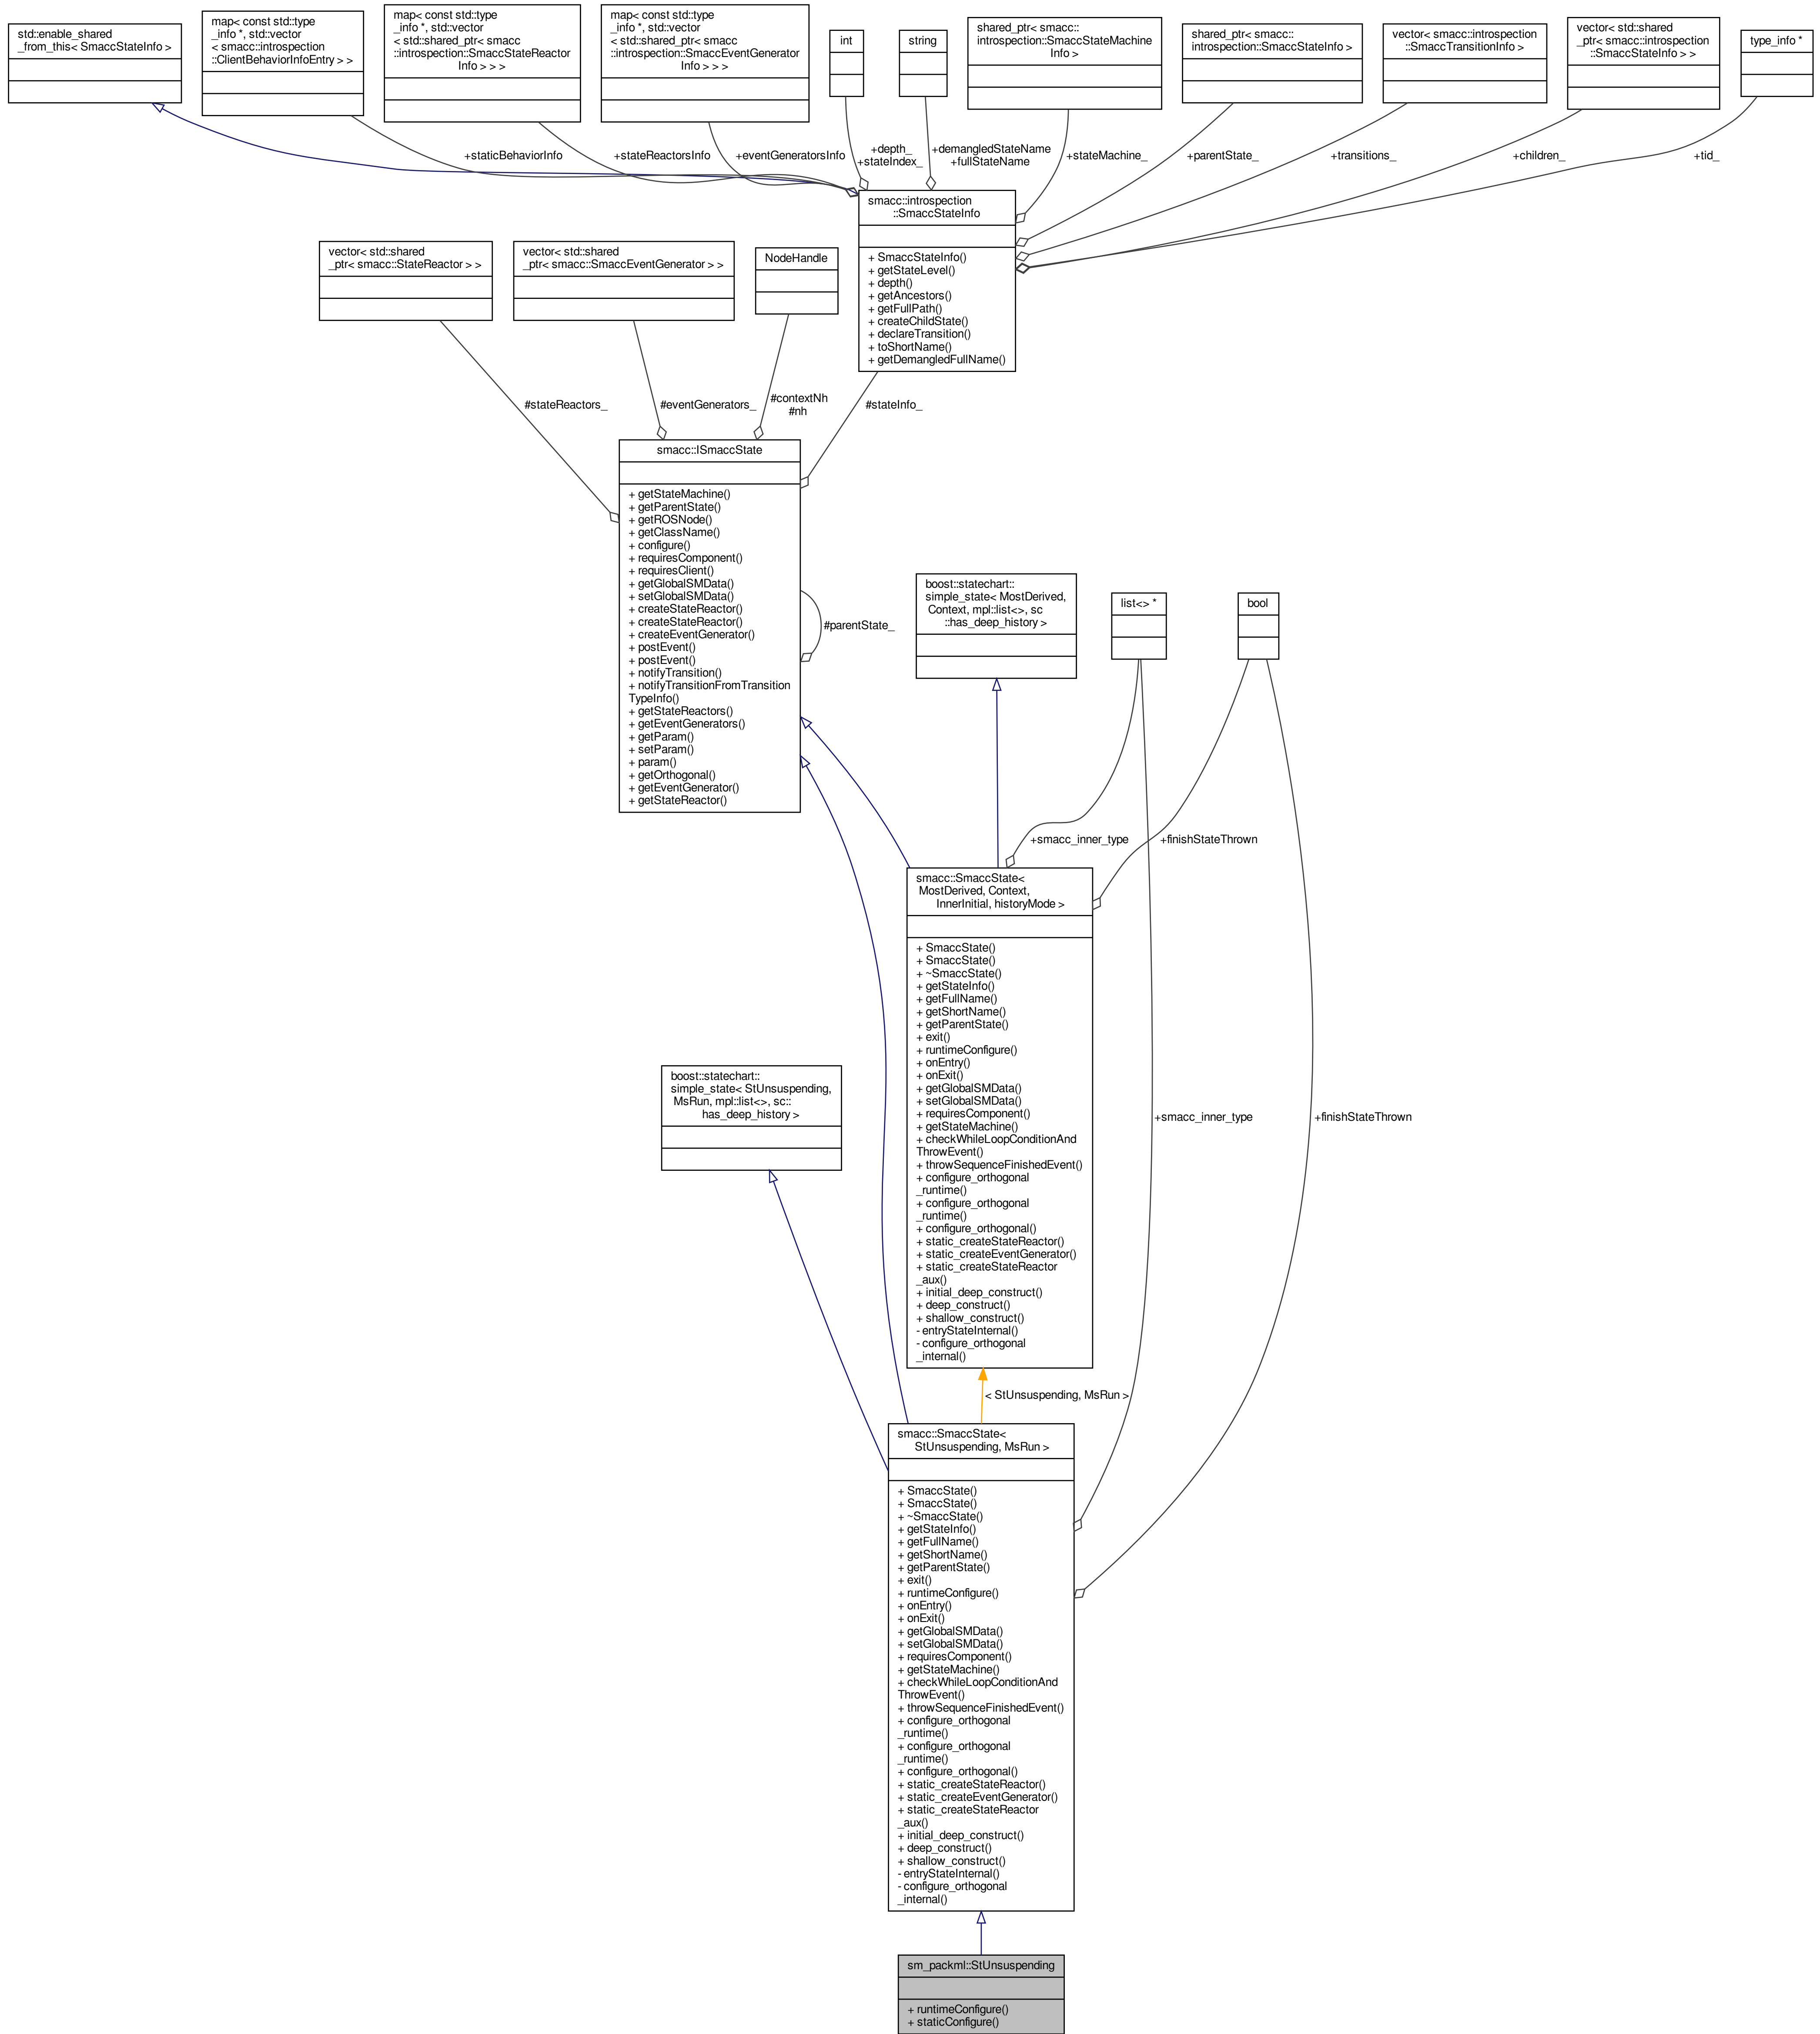 std::enable_shared
_from_this< SmaccStateInfo >
map< const std::type
_info *, std::vector
< smacc::introspection
::ClientBehaviorInfoEntry > >
map< const std::type
_info *, std::vector
< std::shared_ptr< smacc
::introspection::SmaccStateReactor
Info > > >
map< const std::type
_info *, std::vector
< std::shared_ptr< smacc
::introspection::SmaccEventGenerator
Info > > >
int
string
shared_ptr< smacc::
introspection::SmaccStateMachine
Info >
shared_ptr< smacc::
introspection::SmaccStateInfo >
vector< smacc::introspection
::SmaccTransitionInfo >
vector< std::shared
_ptr< smacc::introspection
::SmaccStateInfo > >
type_info *
+staticBehaviorInfo
+stateReactorsInfo
+eventGeneratorsInfo
+depth_
+stateIndex_
+demangledStateName
+fullStateName
+stateMachine_
+parentState_
+transitions_
+children_
+tid_
smacc::introspection
::SmaccStateInfo
+ SmaccStateInfo()
+ getStateLevel()
+ depth()
+ getAncestors()
+ getFullPath()
+ createChildState()
+ declareTransition()
+ toShortName()
+ getDemangledFullName()
vector< std::shared
_ptr< smacc::StateReactor > >
vector< std::shared
_ptr< smacc::SmaccEventGenerator > >
NodeHandle
#stateReactors_
#eventGenerators_
#contextNh
#nh
#stateInfo_
smacc::ISmaccState
+ getStateMachine()
+ getParentState()
+ getROSNode()
+ getClassName()
+ configure()
+ requiresComponent()
+ requiresClient()
+ getGlobalSMData()
+ setGlobalSMData()
+ createStateReactor()
+ createStateReactor()
+ createEventGenerator()
+ postEvent()
+ postEvent()
+ notifyTransition()
+ notifyTransitionFromTransition
TypeInfo()
+ getStateReactors()
+ getEventGenerators()
+ getParam()
+ setParam()
+ param()
+ getOrthogonal()
+ getEventGenerator()
+ getStateReactor()
#parentState_
boost::statechart::
simple_state< MostDerived,
Context, mpl::list<>, sc
::has_deep_history >
list<> *
bool
+smacc_inner_type
+finishStateThrown
smacc::SmaccState<
MostDerived, Context,
InnerInitial, historyMode >
+ SmaccState()
+ SmaccState()
+ ~SmaccState()
+ getStateInfo()
+ getFullName()
+ getShortName()
+ getParentState()
+ exit()
+ runtimeConfigure()
+ onEntry()
+ onExit()
+ getGlobalSMData()
+ setGlobalSMData()
+ requiresComponent()
+ getStateMachine()
+ checkWhileLoopConditionAnd
ThrowEvent()
+ throwSequenceFinishedEvent()
+ configure_orthogonal
_runtime()
+ configure_orthogonal
_runtime()
+ configure_orthogonal()
+ static_createStateReactor()
+ static_createEventGenerator()
+ static_createStateReactor
_aux()
+ initial_deep_construct()
+ deep_construct()
+ shallow_construct()
- entryStateInternal()
- configure_orthogonal
_internal()
boost::statechart::
simple_state< StUnsuspending,
MsRun, mpl::list<>, sc::
has_deep_history >
+smacc_inner_type
+finishStateThrown
< StUnsuspending, MsRun >
smacc::SmaccState<
StUnsuspending, MsRun >
+ SmaccState()
+ SmaccState()
+ ~SmaccState()
+ getStateInfo()
+ getFullName()
+ getShortName()
+ getParentState()
+ exit()
+ runtimeConfigure()
+ onEntry()
+ onExit()
+ getGlobalSMData()
+ setGlobalSMData()
+ requiresComponent()
+ getStateMachine()
+ checkWhileLoopConditionAnd
ThrowEvent()
+ throwSequenceFinishedEvent()
+ configure_orthogonal
_runtime()
+ configure_orthogonal
_runtime()
+ configure_orthogonal()
+ static_createStateReactor()
+ static_createEventGenerator()
+ static_createStateReactor
_aux()
+ initial_deep_construct()
+ deep_construct()
+ shallow_construct()
- entryStateInternal()
- configure_orthogonal
_internal()
sm_packml::StUnsuspending
+ runtimeConfigure()
+ staticConfigure()